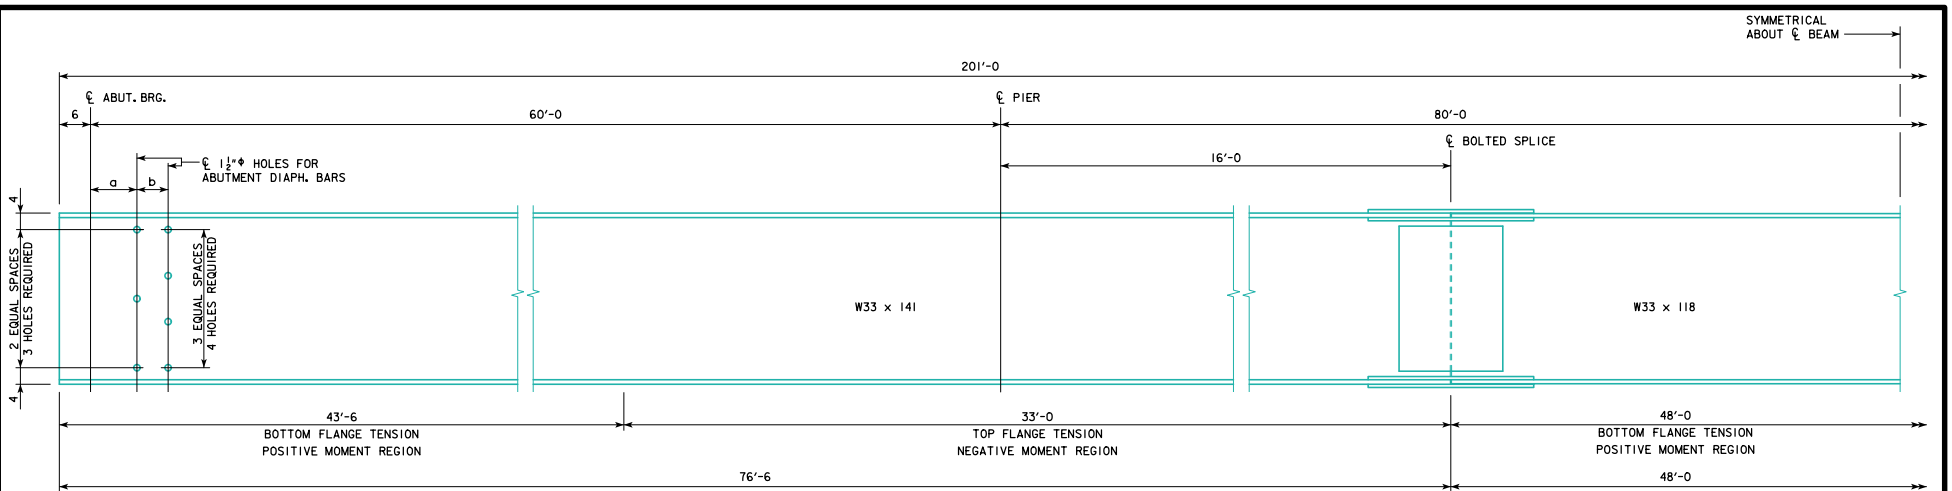 SYMMETRICAL
ABOUT ℄ BEAM
201'-0
℄ ABUT. BRG.
℄ PIER
6
60'-0
80'-0
℄ BOLTED SPLICE
℄ 1½"φ HOLES FOR
ABUTMENT DIAPH. BARS
16'-0
a
b
4
2 EQUAL SPACES
3 HOLES REQUIRED
3 EQUAL SPACES
4 HOLES REQUIRED
W33 x 141
W33 x 118
4
43'-6
33'-0
48'-0
BOTTOM FLANGE TENSION
POSITIVE MOMENT REGION
TOP FLANGE TENSION
NEGATIVE MOMENT REGION
BOTTOM FLANGE TENSION
POSITIVE MOMENT REGION
76'-6
48'-0